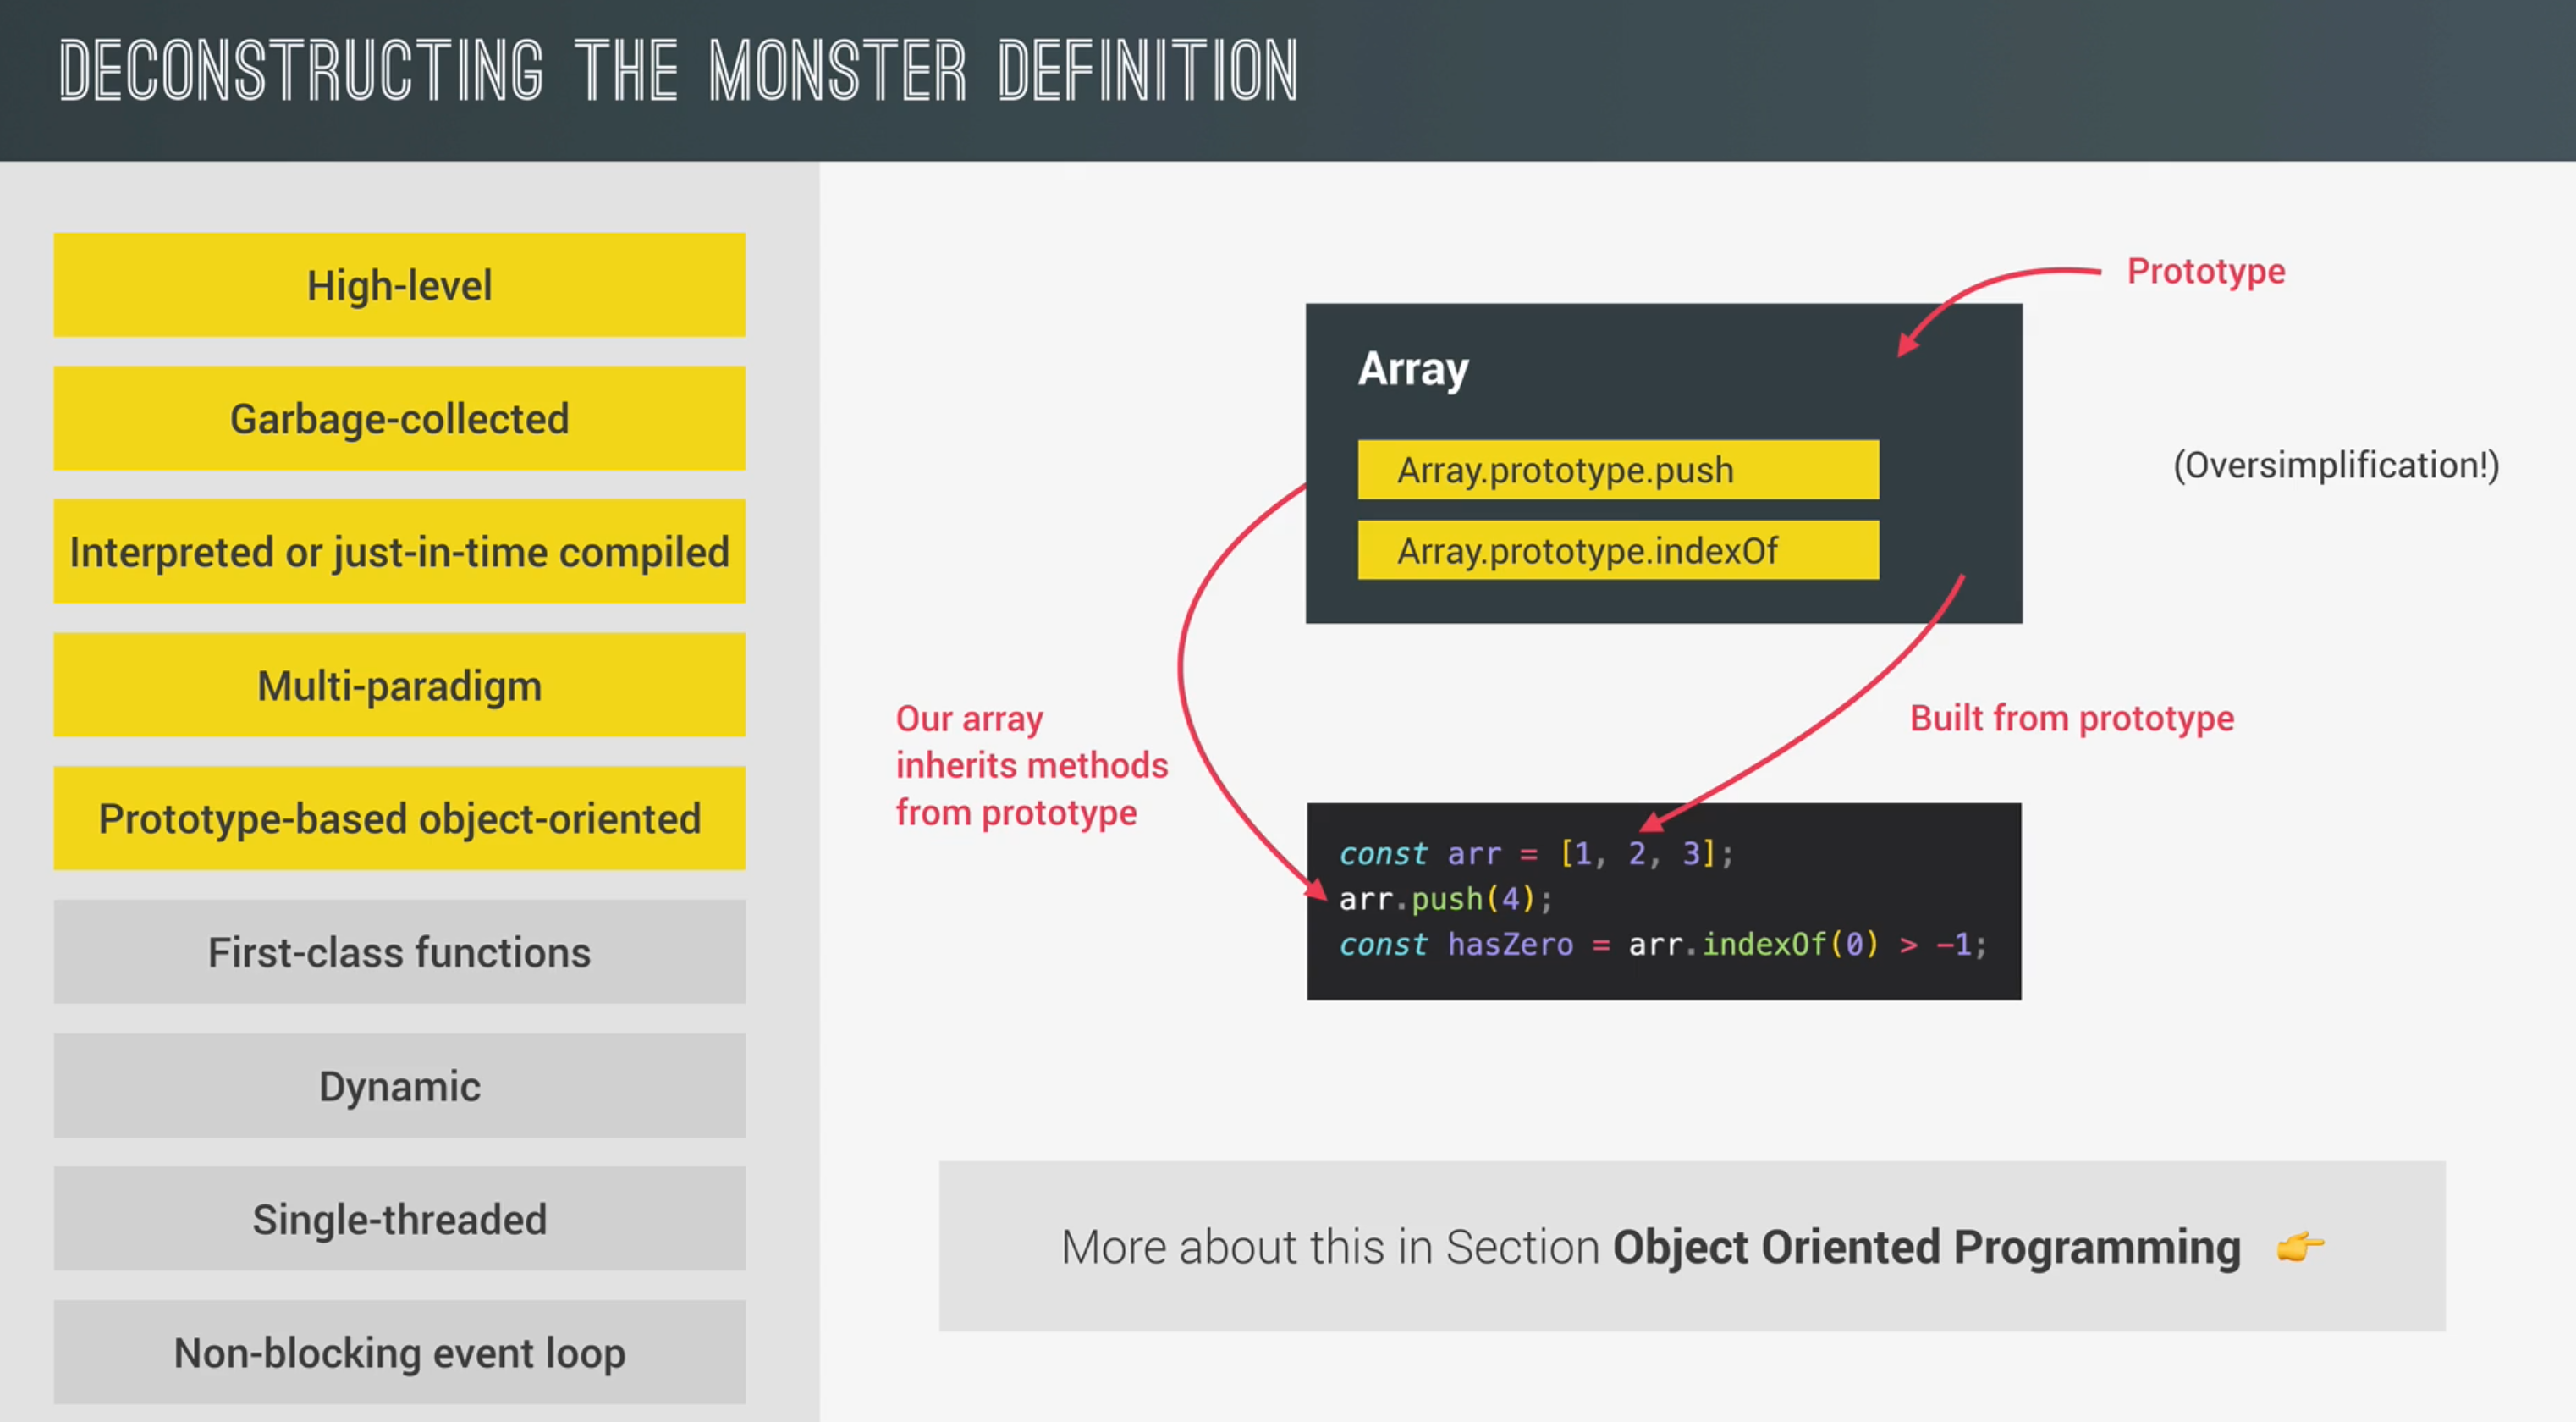 DECONSTRUCTING THE MONSTER DEFINITION
High-level
Garbage-collected
Interpreted or just-in-time compiled
Multi-paradigm
Prototype-based object-oriented
First-class functions
Dynamic
Single-threaded
Non-blocking event loop
Prototype
Array
Array.prototype.push
Array.prototype.indexOf
(Oversimplification!)
Our array
inherits methods
from prototype
Built from prototype
const arr = [1, 2, 3];
arr.push(4);
const hasZero = arr.indexOf(0) > -1;
More about this in Section Object Oriented Programming 👉